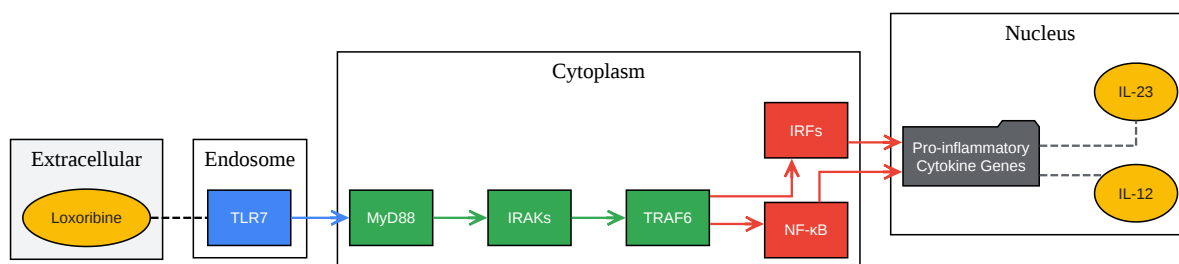 Extracellular
Loxoribine
Endosome
TLR7
Cytoplasm
MyD88
IRAKs
TRAF6
IRFs
NF-κB
Nucleus
Pro-inflammatory
Cytokine Genes
IL-23
IL-12